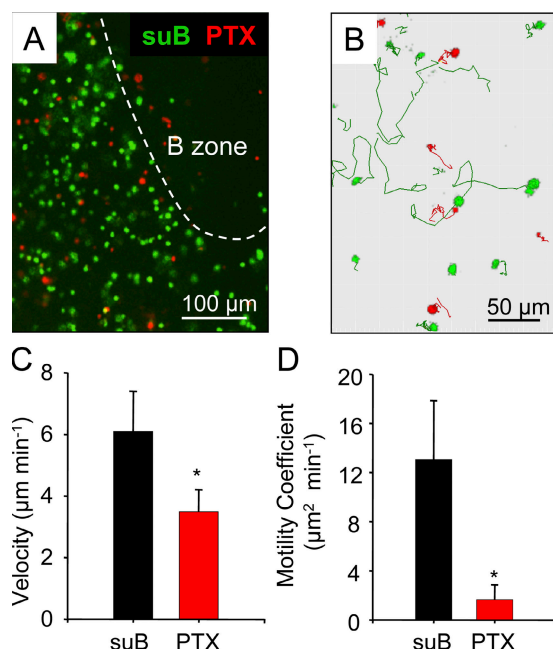 A suB PTX
B zone
100 μm
B
50 μm
C
Velocity (μm min-1)
8
6
4
2
0
*
suB PTX
D
Motility Coefficient
(μm2 min-1)
20
16
12
8
4
0
*
suB PTX